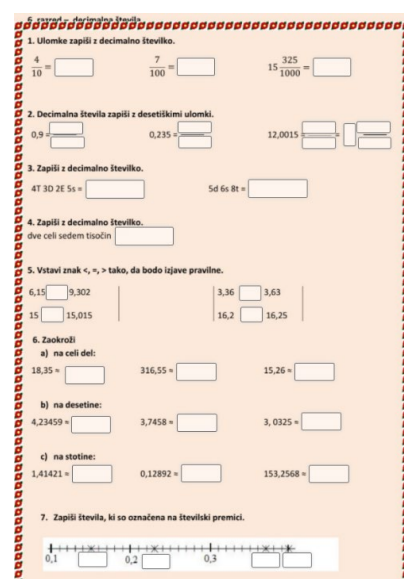 6. razred – decimalna števila
1. Ulomke zapiši z decimalno številko.
4/10 = 7/100 = 15 325/1000 =
2. Decimalna števila zapiši z desetiškimi ulomki.
0,9 = 0,235 = 12,0015 = =
3. Zapiši z decimalno številko.
4T 3D 2E 5s = 5d 6s 8t =
4. Zapiši z decimalno številko.
dve celi sedem tisočin
5. Vstavi znak <, =, > tako, da bodo izjave pravilne.
6,15 9,302 3,36 3,63
15 15,015 16,2 16,25
6. Zaokroži
a) na celi del:
18,35 ≈ 316,55 ≈ 15,26 ≈
b) na desetine:
4,23459 ≈ 3,7458 ≈ 3, 0325 ≈
c) na stotine:
1,41421 ≈ 0,12892 ≈ 153,2568 ≈
7. Zapiši števila, ki so označena na številski premici.
0,1 0,2 0,3